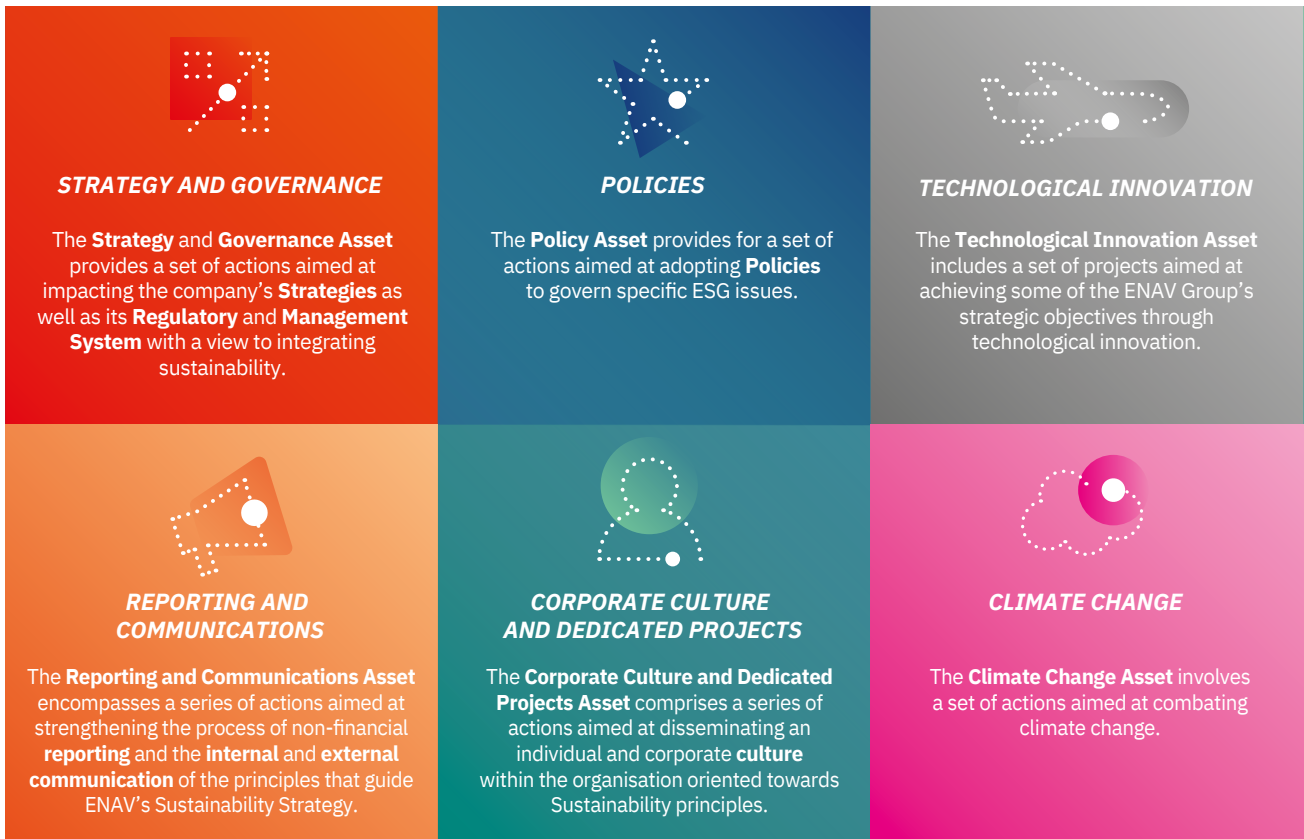 STRATEGY AND GOVERNANCE
The Strategy and Governance Asset
provides a set of actions aimed at
impacting the company's Strategies as
well as its Regulatory and Management
System with a view to integrating
sustainability.
POLICIES
The Policy Asset provides for a set of
actions aimed at adopting Policies
to govern specific ESG issues.
TECHNOLOGICAL INNOVATION
The Technological Innovation Asset
includes a set of projects aimed at
achieving some of the ENAV Group's
strategic objectives through
technological innovation.
REPORTING AND
COMMUNICATIONS
The Reporting and Communications Asset
encompasses a series of actions aimed at
strengthening the process of non-financial
reporting and the internal and external
communication of the principles that guide
ENAV's Sustainability Strategy.
CORPORATE CULTURE
AND DEDICATED PROJECTS
The Corporate Culture and Dedicated
Projects Asset comprises a series of
actions aimed at disseminating an
individual and corporate culture
within the organisation oriented towards
Sustainability principles.
CLIMATE CHANGE
The Climate Change Asset involves
a set of actions aimed at combating
climate change.